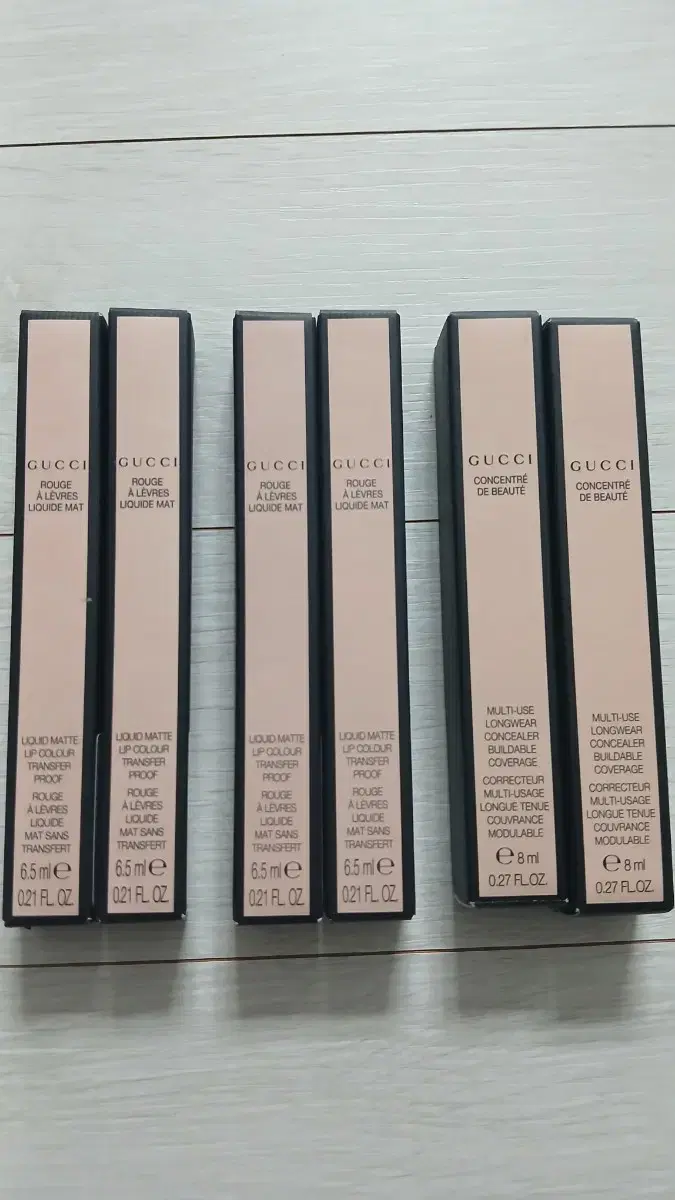 GUCCI
ROUGE
À LÈVRES
LIQUIDE MAT
LIQUID MATTE
LIP COLOUR
TRANSFER
PROOF
ROUGE
À LÈVRES
LIQUIDE
MAT SANS
TRANSFERT
6.5 ml e
0.21 FL. OZ.
GUCCI
ROUGE
À LÈVRES
LIQUIDE MAT
LIQUID MATTE
LIP COLOUR
TRANSFER
PROOF
ROUGE
À LÈVRES
LIQUIDE
MAT SANS
TRANSFERT
6.5 ml e
0.21 FL. OZ.
GUCCI
ROUGE
À LÈVRES
LIQUIDE MAT
LIQUID MATTE
LIP COLOUR
TRANSFER
PROOF
ROUGE
À LÈVRES
LIQUIDE
MAT SANS
TRANSFERT
6.5 ml e
0.21 FL. OZ.
GUCCI
ROUGE
À LÈVRES
LIQUIDE MAT
LIQUID MATTE
LIP COLOUR
TRANSFER
PROOF
ROUGE
À LÈVRES
LIQUIDE
MAT SANS
TRANSFERT
6.5 ml e
0.21 FL. OZ.
GUCCI
CONCENTRÉ
DE BEAUTÉ
MULTI-USE
LONGWEAR
CONCEALER
BUILDABLE
COVERAGE
CORRECTEUR
MULTI-USAGE
LONGUE TENUE
COUVRANCE
MODULABLE
e 8 ml
0.27 FL.OZ.
GUCCI
CONCENTRÉ
DE BEAUTÉ
MULTI-USE
LONGWEAR
CONCEALER
BUILDABLE
COVERAGE
CORRECTEUR
MULTI-USAGE
LONGUE TENUE
COUVRANCE
MODULABLE
e 8 ml
0.27 FL.OZ.